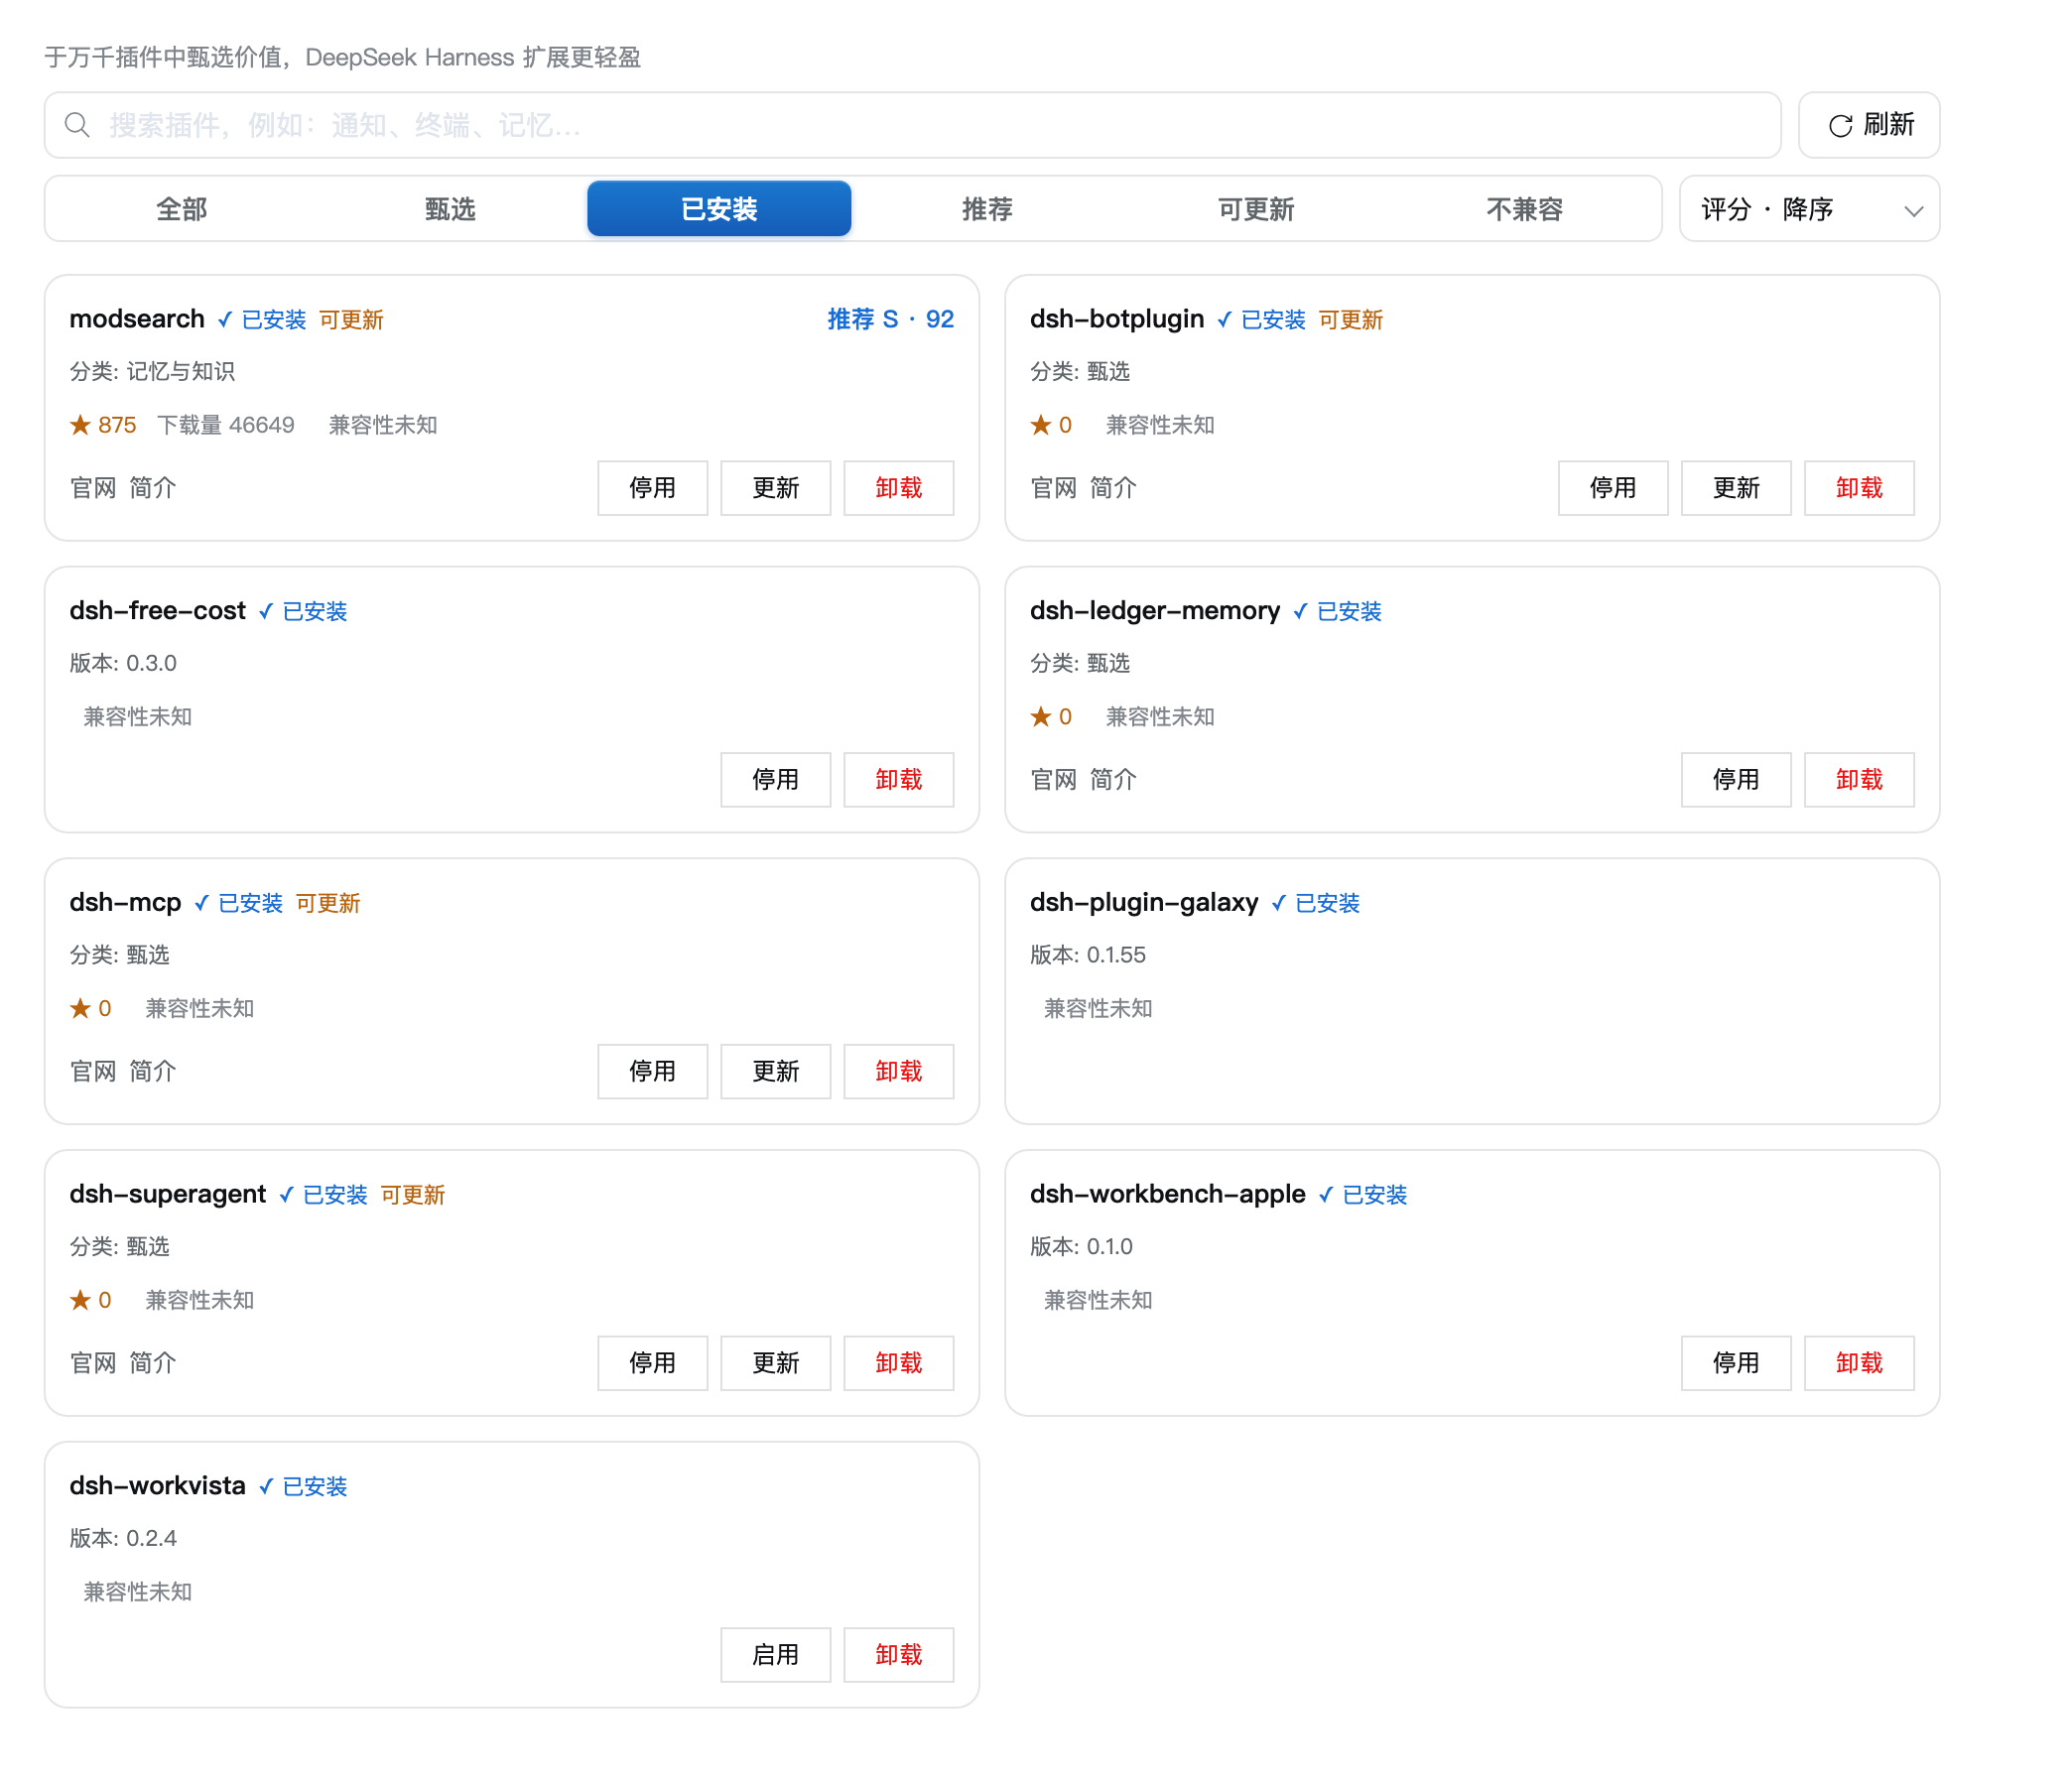 于万千插件中甄选价值，DeepSeek Harness 扩展更轻盈
搜索插件，例如：通知、终端、记忆...
刷新
全部 甄选 已安装 推荐 可更新 不兼容 评分 · 降序
modsearch ✓ 已安装 可更新 推荐 S · 92
分类: 记忆与知识
★ 875 下载量 46649 兼容性未知
官网 简介 停用 更新 卸载
dsh-botplugin ✓ 已安装 可更新
分类: 甄选
★ 0 兼容性未知
官网 简介 停用 更新 卸载
dsh-free-cost ✓ 已安装
版本: 0.3.0
兼容性未知
停用 卸载
dsh-ledger-memory ✓ 已安装
分类: 甄选
★ 0 兼容性未知
官网 简介 停用 卸载
dsh-mcp ✓ 已安装 可更新
分类: 甄选
★ 0 兼容性未知
官网 简介 停用 更新 卸载
dsh-plugin-galaxy ✓ 已安装
版本: 0.1.55
兼容性未知
dsh-superagent ✓ 已安装 可更新
分类: 甄选
★ 0 兼容性未知
官网 简介 停用 更新 卸载
dsh-workbench-apple ✓ 已安装
版本: 0.1.0
兼容性未知
停用 卸载
dsh-workvista ✓ 已安装
版本: 0.2.4
兼容性未知
启用 卸载